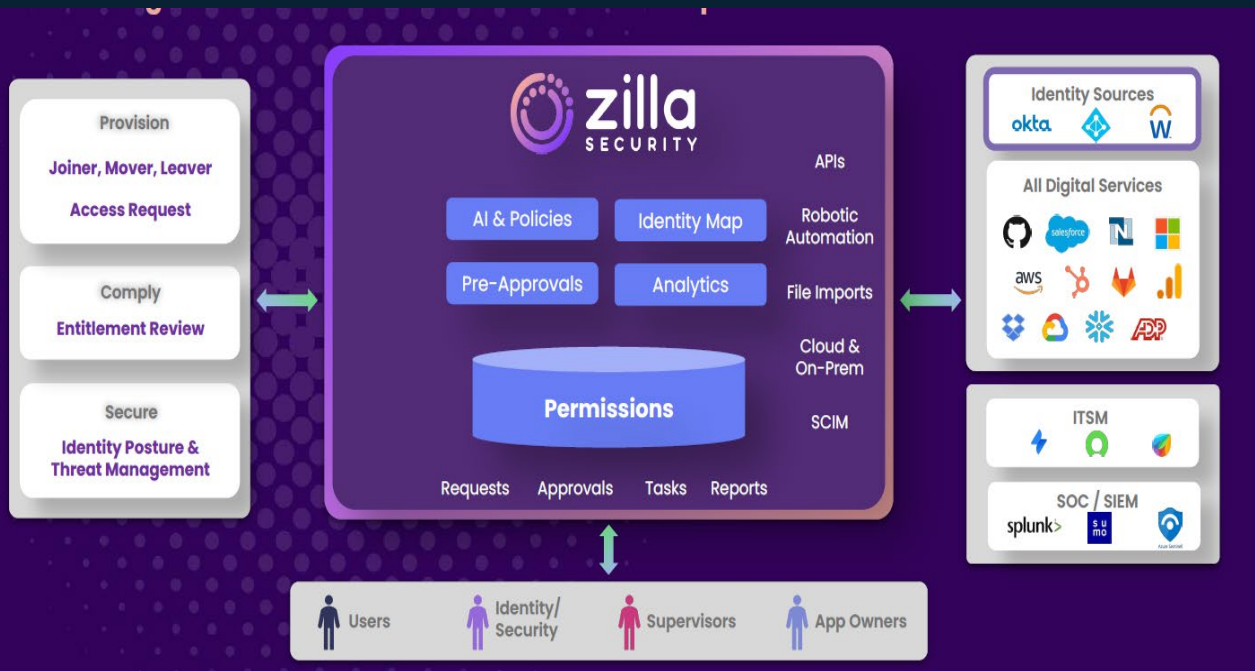 Provision
Joiner, Mover, Leaver
Access Request
Comply
Entitlement Review
Secure
Identity Posture &
Threat Management
zilla
SECURITY
AI & Policies
Identity Map
Pre-Approvals
Analytics
Permissions
APIs
Robotic
Automation
File Imports
Cloud &
On-Prem
SCIM
Requests Approvals Tasks Reports
Identity Sources
okta
All Digital Services
salesforce
aws
ADP
ITSM
SOC / SIEM
splunk>
su
mo
Azure Sentinel
Users
Identity/
Security
Supervisors
App Owners